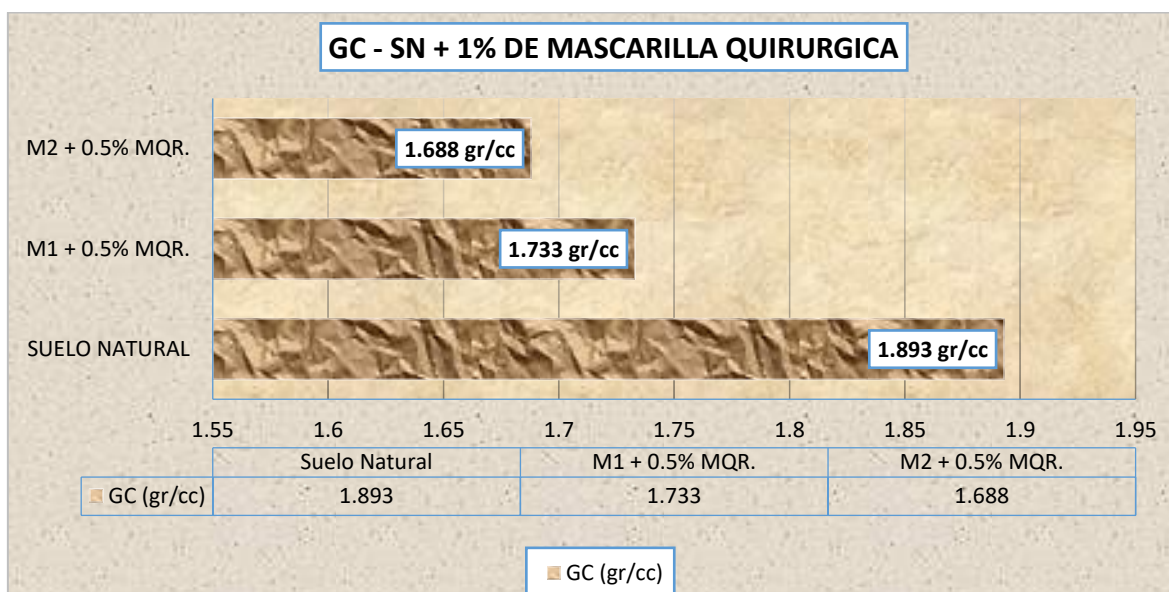 GC - SN + 1% DE MASCARILLA QUIRURGICA
M2 + 0.5% MQR.
1.688 gr/cc
M1 + 0.5% MQR.
1.733 gr/cc
SUELO NATURAL
1.893 gr/cc
1.55 1.6 1.65 1.7 1.75 1.8 1.85 1.9 1.95
Suelo Natural M1 + 0.5% MQR. M2 + 0.5% MQR.
GC (gr/cc) 1.893 1.733 1.688
GC (gr/cc)